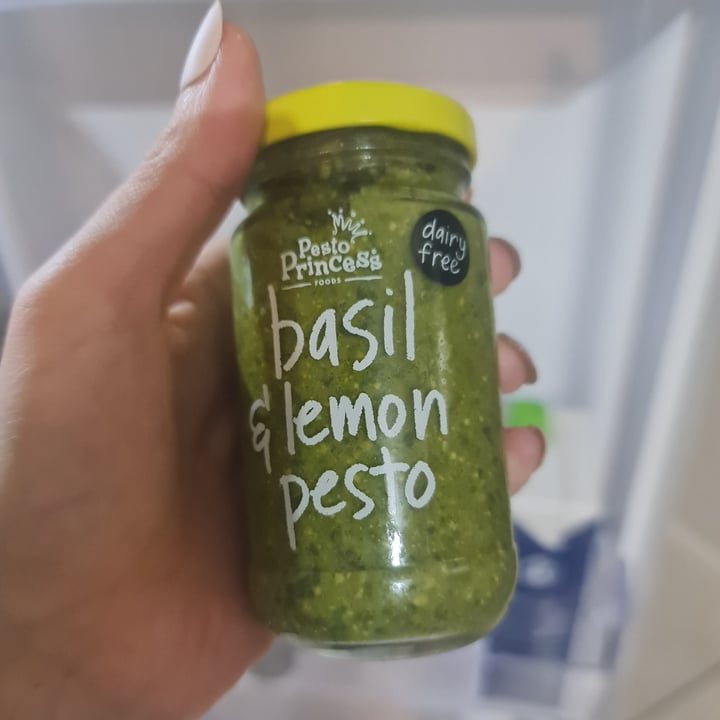 Pesto
Princess
FOODS
dairy
free
basil
& lemon
pesto